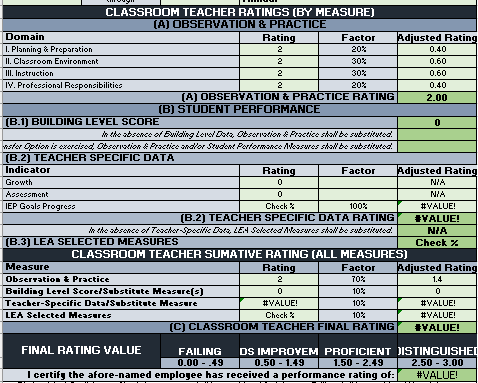 through
CLASSROOM TEACHER RATINGS (BY MEASURE)
(A) OBSERVATION & PRACTICE
Domain Rating Factor Adjusted Rating
I. Planning & Preparation 2 20% 0.40
II. Classroom Environment 2 30% 0.60
III. Instruction 2 30% 0.60
IV. Professional Responsibilities 2 20% 0.40
(A) OBSERVATION & PRACTICE RATING 2.00
(B) STUDENT PERFORMANCE
(B.1) BUILDING LEVEL SCORE 0
In the absence of Building Level Data, Observation & Practice shall be substituted.
nsfer Option is exercised, Observation & Practice and/or Student Performance Measures shall be substituted.
(B.2) TEACHER SPECIFIC DATA
Indicator Rating Factor Adjusted Rating
Growth 0 N/A
Assessment 0 N/A
IEP Goals Progress Check % 100% #VALUE!
(B.2) TEACHER SPECIFIC DATA RATING #VALUE!
In the absence of Teacher-Specific Data, LEA Selected Measures shall be substituted. N/A
(B.3) LEA SELECTED MEASURES Check %
CLASSROOM TEACHER SUMATIVE RATING (ALL MEASURES)
Measure Rating Factor Adjusted Rating
Observation & Practice 2 70% 1.4
Building Level Score/Substitute Measure(s) 0 10% 0
Teacher-Specific Data/Substitute Measure #VALUE! 10% #VALUE!
LEA Selected Measures Check % 10% #VALUE!
(C) CLASSROOM TEACHER FINAL RATING #VALUE!
FINAL RATING VALUE FAILING DS IMPROVEM PROFICIENT ISTINGUISHED
0.00 - .49 0.50 - 1.49 1.50 - 2.49 2.50 - 3.00
I certify the afore-named employee has received a performance rating of: #VALUE!